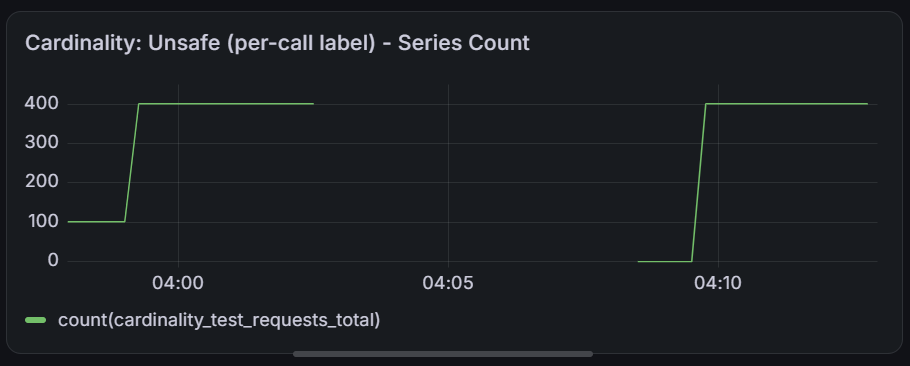 Cardinality: Unsafe (per-call label) - Series Count
400
300
200
100
0
04:00 04:05 04:10
count(cardinality_test_requests_total)